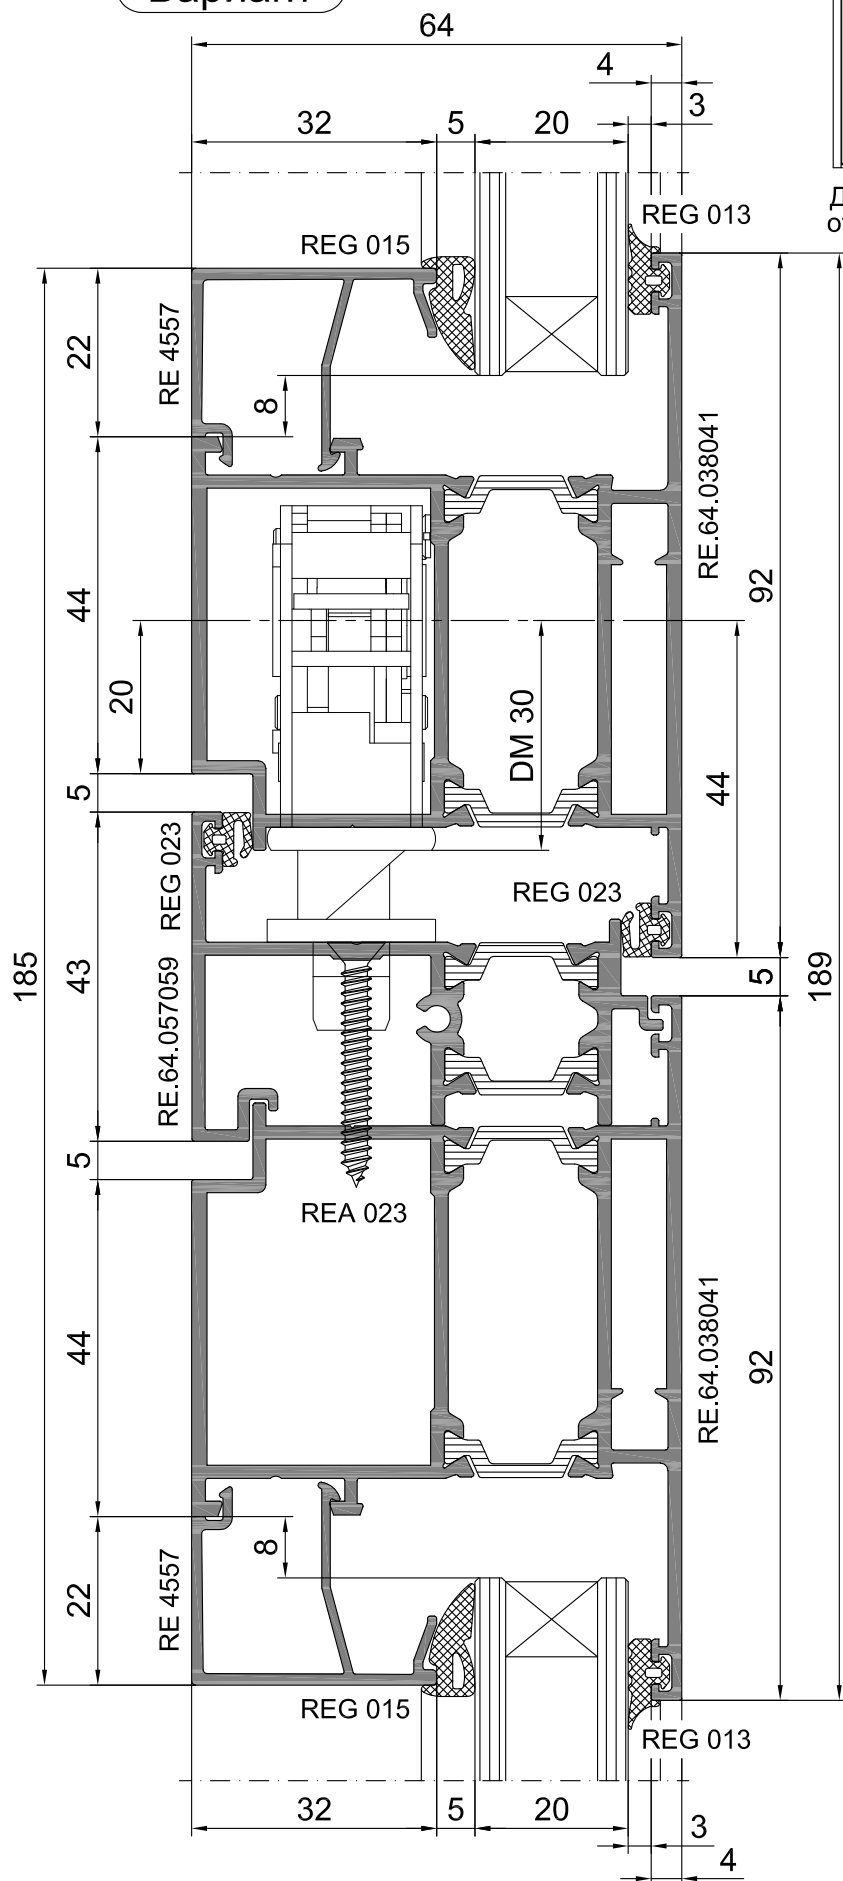 Вариант
64
4
3
32
5
20
REG 013
REG 015
RE 4557
22
8
RE.64.038041
44
92
20
DM 30
44
5
REG 023
REG 023
185
43
RE.64.057059
5
189
5
REA 023
44
RE.64.038041
92
8
RE 4557
22
REG 015
REG 013
32
5
20
3
4